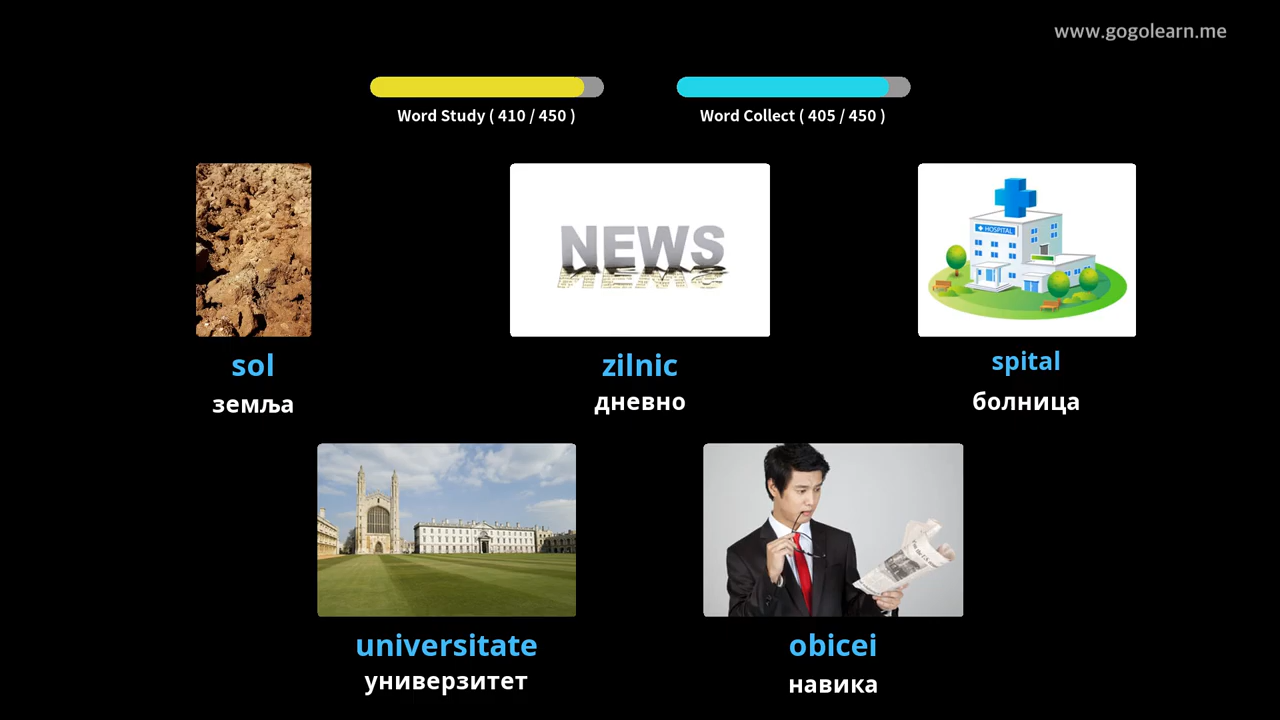 www.gogolearn.me
Word Study ( 410 / 450 )
Word Collect ( 405 / 450 )
NEWS
HOSPITAL
sol
земља
zilnic
дневно
spital
болница
universitate
универзитет
obicei
навика